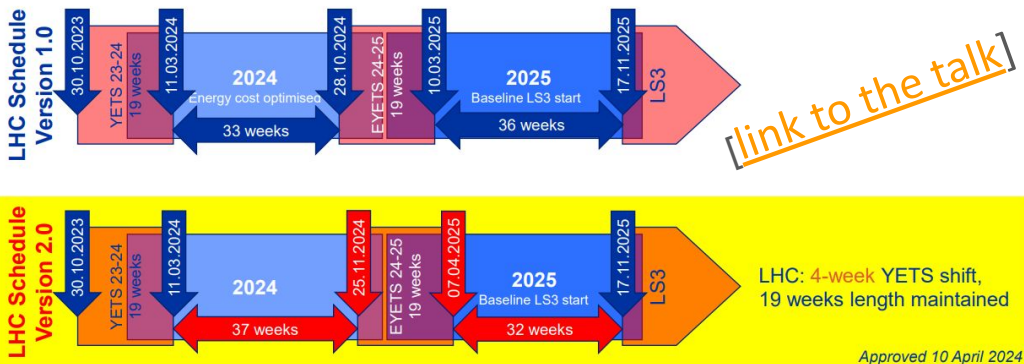 LHC Schedule
Version 1.0
30.10.2023
YETS 23-24
19 weeks
11.03.2024
2024
Energy cost optimised
33 weeks
28.10.2024
EYETS 24-25
19 weeks
10.03.2025
2025
Baseline LS3 start
36 weeks
17.11.2025
LS3
[link to the talk]
LHC Schedule
Version 2.0
30.10.2023
YETS 23-24
19 weeks
11.03.2024
2024
37 weeks
25.11.2024
EYETS 24-25
19 weeks
07.04.2025
2025
Baseline LS3 start
32 weeks
17.11.2025
LS3
LHC: 4-week YETS shift,
19 weeks length maintained
Approved 10 April 2024